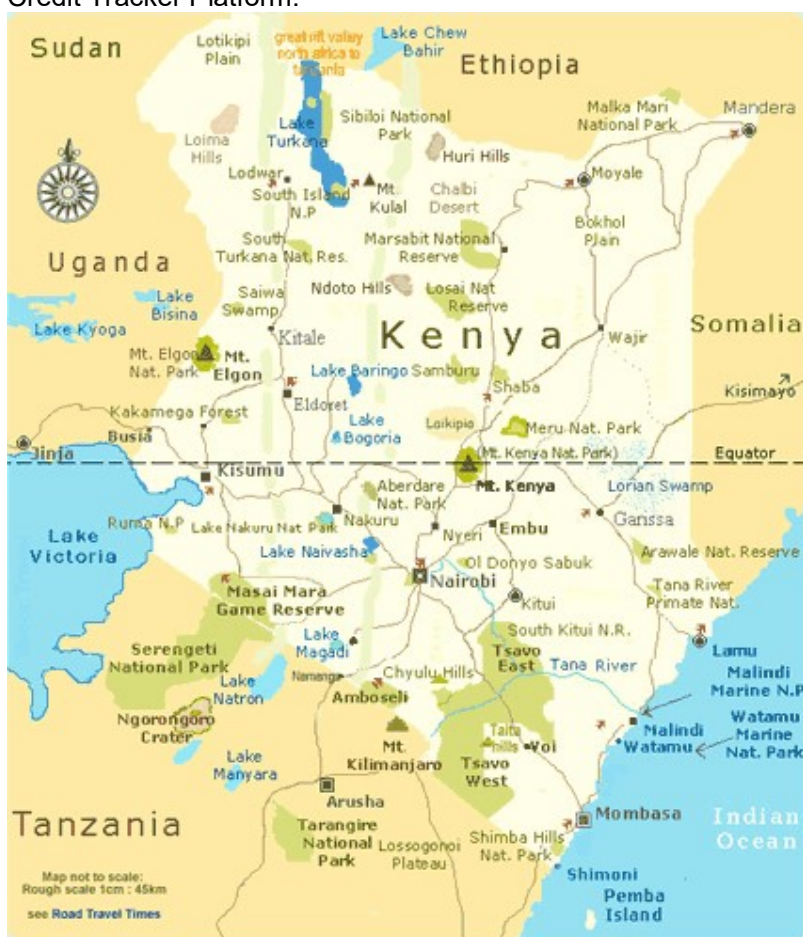 Credit Tracker Platform.
Sudan
Lotikipi
Plain
great rift valley
north africa to
tanzania
Lake Chew
Bahir
Ethiopia
Malka Mari
National Park
Mandera
Loima
Hills
Lake
Turkana
Sibiloi National
Park
Huri Hills
Lodwar
South Island
N.P
Mt.
Kulal
Chalbi
Desert
Moyale
Bokhol
Plain
Uganda
South
Turkana Nat. Res.
Marsabit National
Reserve
Ndoto Hills
Losai Nat
Reserve
Lake
Bisina
Saiwa
Swamp
Lake Kyoga
Kitale
Kenya
Wajir
Somalia
Mt. Elgon
Nat. Park
Mt.
Elgon
Lake Baringo
Samburu
Shaba
Kisimayo
Eldoret
Kakamega Forest
Lake
Bogoria
Laikipia
Meru Nat. Park
Busia
Jinja
(Mt. Kenya Nat. Park)
Equator
Kisumu
Mt. Kenya
Lorian Swamp
Aberdare
Nat. Park
Lake
Victoria
Ruma N.P
Lake Nakuru Nat Park
Nakuru
Nyeri
Embu
Garissa
Lake Naivasha
Ol Donyo Sabuk
Arawale Nat. Reserve
Nairobi
Masai Mara
Game Reserve
Kitui
Tana River
Primate Nat.
South Kitui N.R.
Lake
Magadi
Serengeti
National Park
Tsavo
East
Tana River
Lamu
Malindi
Marine N.P
Namanga
Chyulu Hills
Lake
Natron
Amboseli
Ngorongoro
Crater
Mt.
Kilimanjaro
Taita
hills
Voi
Malindi
Watamu
Watamu
Marine
Nat. Park
Tsavo
West
Lake
Manyara
Arusha
Tanzania
Mombasa
Indian
Ocean
Tarangire
National
Park
Lossogonoi
Plateau
Shimba Hills
Nat. Park
Map not to scale:
Rough scale 1cm : 45km
see Road Travel Times
Shimoni
Pemba
Island